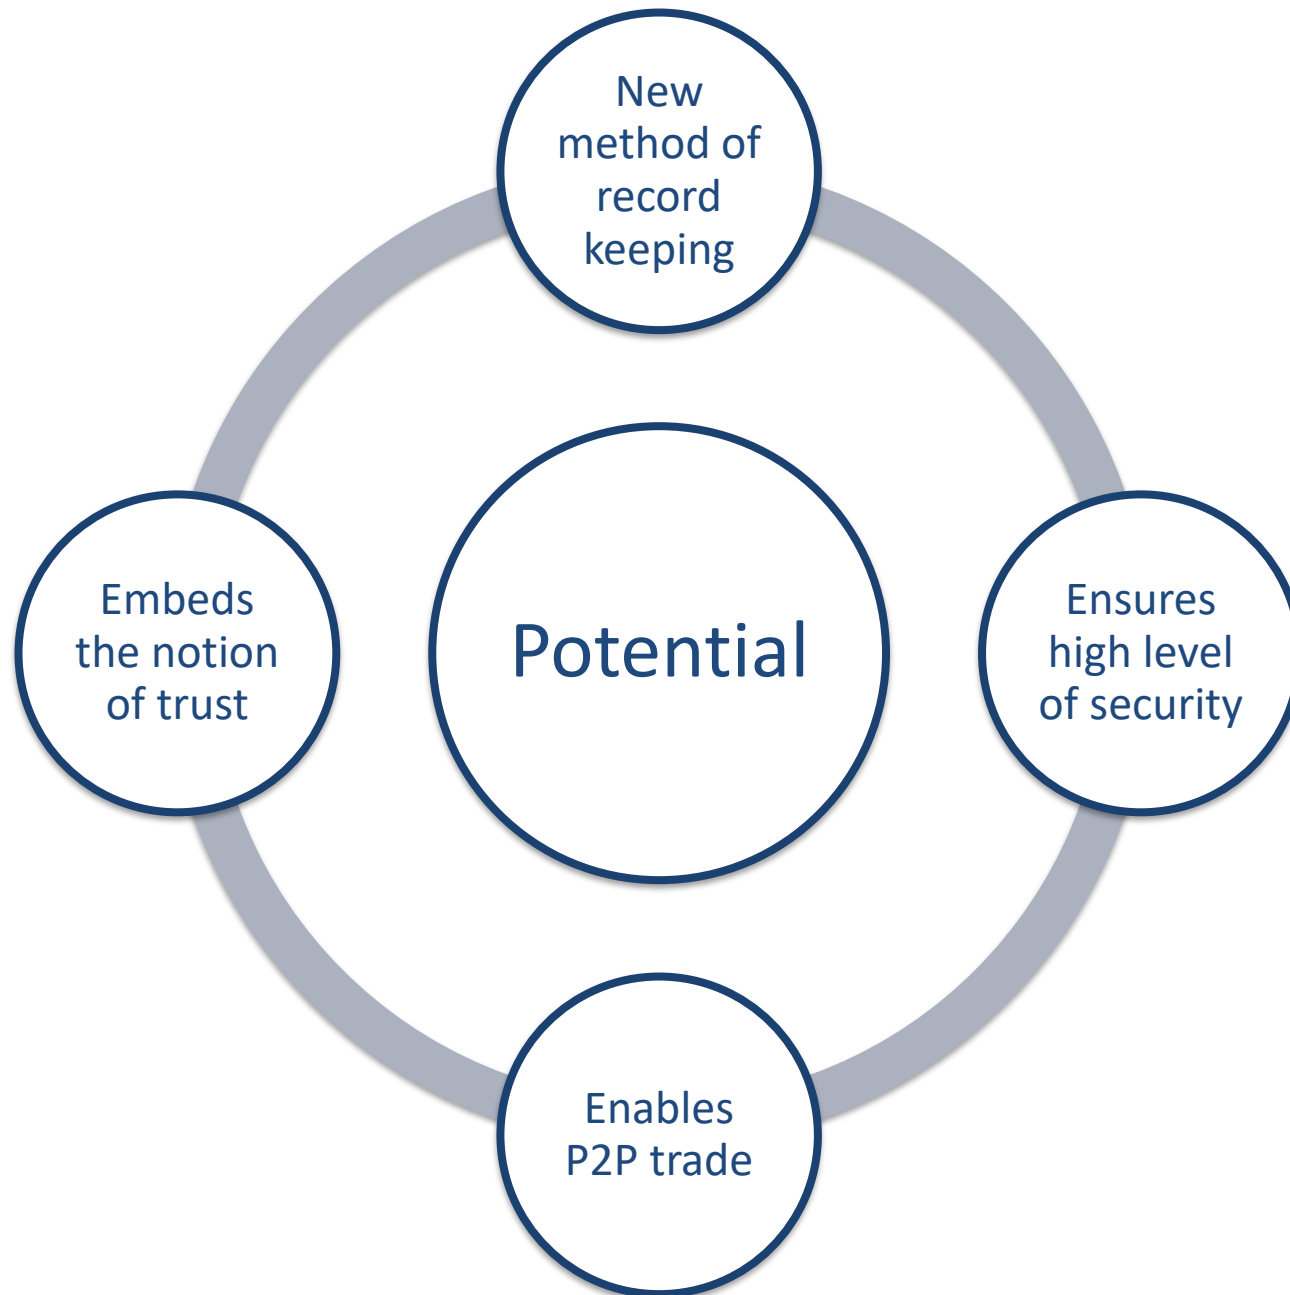 New
method of
record
keeping
Embeds
the notion
of trust
Potential
Ensures
high level
of security
Enables
P2P trade